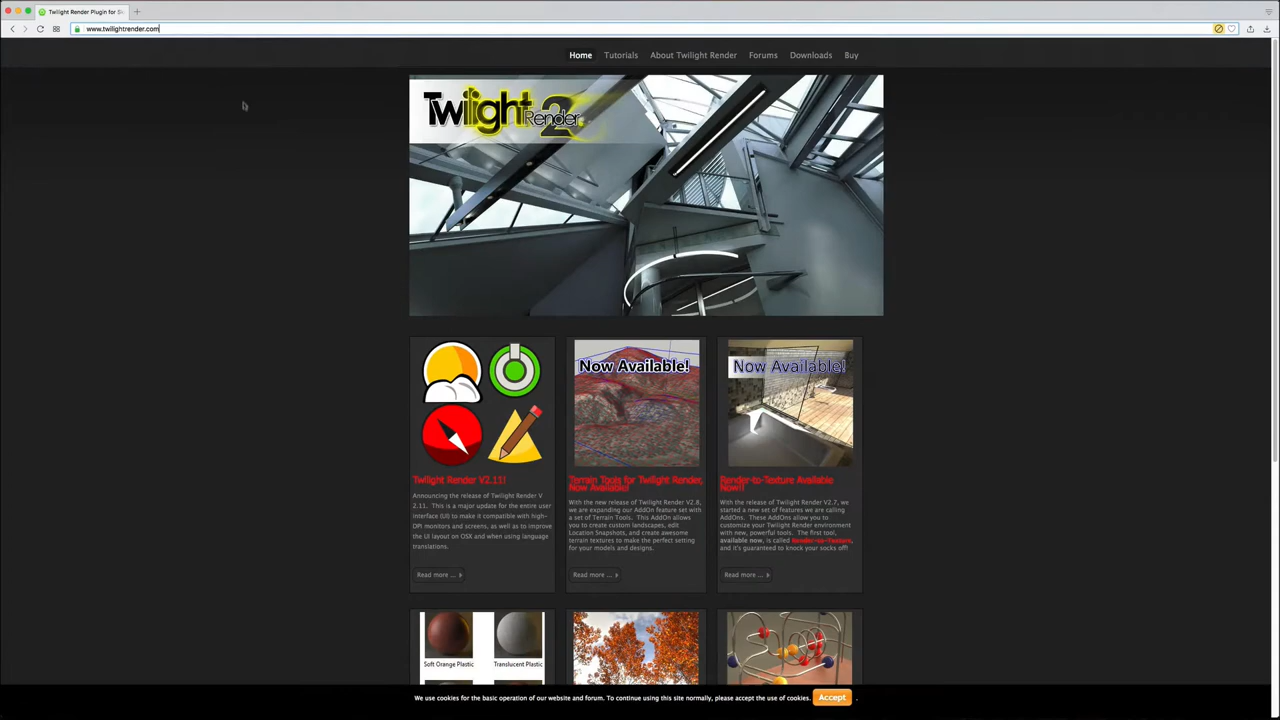 Twilight Render Plugin for S
www.twilightrender.com
Home Tutorials About Twilight Render Forums Downloads Buy
Twilight Render 2
Now Available!
Now Available!
Twilight Render V2.11!
Announcing the release of Twilight Render V
2.11. This is a major update for the entire user
interface (UI) to make it compatible with high-
DPI monitors and screens, as well as to improve
the UI layout on OSX and when using language
translations.
Read more ...
Terrain Tools for Twilight Render,
Now Available!
With the new release of Twilight Render V2.8,
we are expanding our AddOn feature set with
a set of Terrain Tools. This AddOn allows
you to create custom landscapes, edit
Location Snapshots, and create awesome
terrain textures to make the perfect setting
for your models and designs.
Read more ...
Render-to-Texture Available
Now!!
With the release of Twilight Render V2.7, we
started a new set of features we are calling
AddOns. These AddOns allow you to
customize your Twilight Render environment
with new, powerful tools. The first tool,
available now, is called Render-to-Texture,
and it's guaranteed to knock your socks off!
Read more ...
Soft Orange Plastic
Translucent Plastic
We use cookies for the basic operation of our website and forum. To continue using this site normally, please accept the use of cookies. Accept .